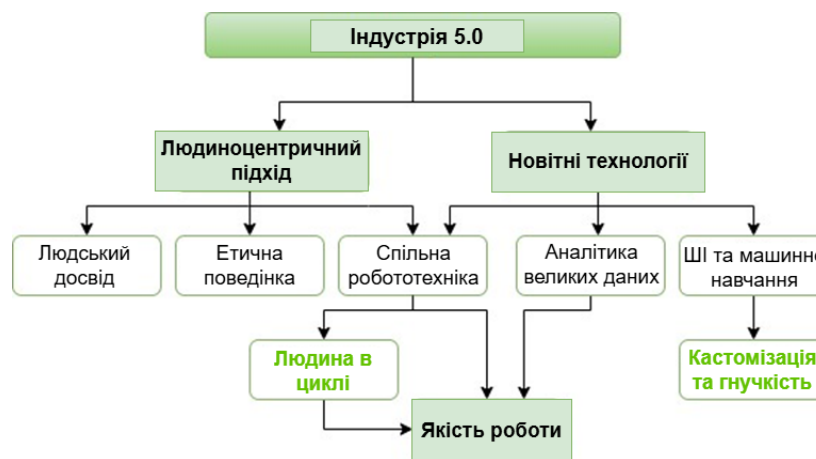 Індустрія 5.0
Людиноцентричний
підхід
Новітні технології
Людський
досвід
Етична
поведінка
Спільна
робототехніка
Аналітика
великих даних
ШІ та машинне
навчання
Людина в
циклі
Кастомізація
та гнучкість
Якість роботи